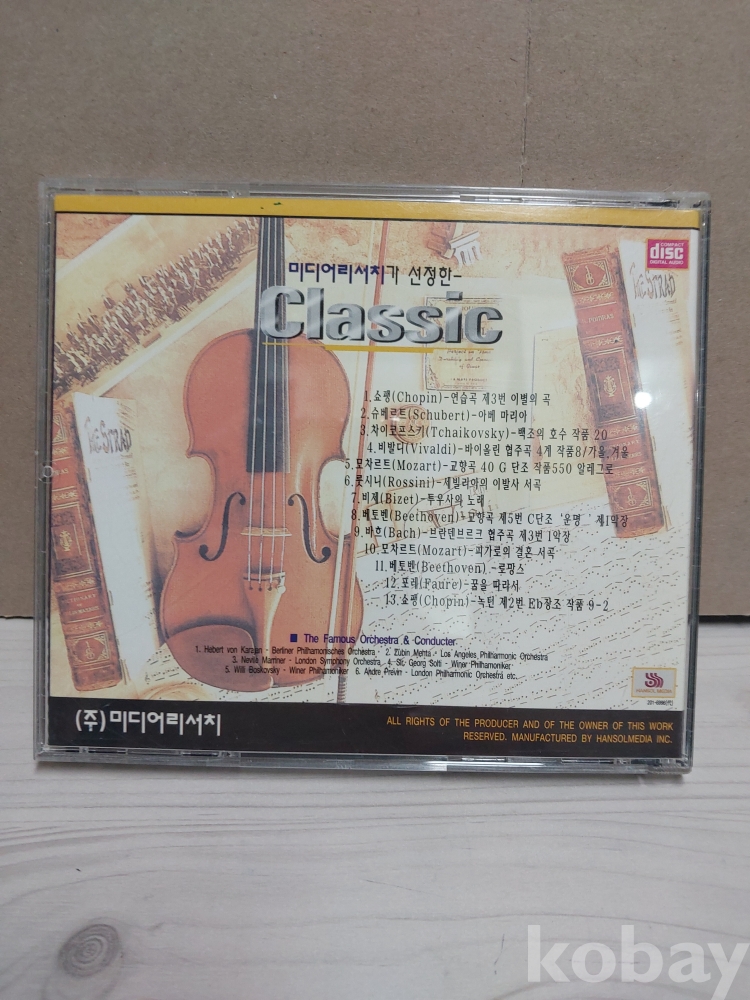 COMPACT
disc
DIGITAL AUDIO
미디어리서치가 선정한-
Classic
THE STRAD
THE STRAD
1.쇼팽(Chopin)-연습곡 제3번 이별의 곡
2.슈베르트(Schubert)-아베 마리아
3.차이코프스키(Tchaikovsky)-백조의 호수 작품 20
4.비발디(Vivaldi)-바이올린 협주곡 4계 작품8/가을,겨울
5.모차르트(Mozart)-교향곡 40 G 단조 작품550 알레그로
6.롯시니(Rossini)-세빌리아의 이발사 서곡
7.비제(Bizet)-투우사의 노래
8.베토벤(Beethoven)-교향곡 제5번 C단조 '운명' 제1악장
9.바흐(Bach)-브란덴브르크 협주곡 제3번 1악장
10.모차르트(Mozart)-피가로의 결혼 서곡
11.베토반(Beethoven) -로망스
12.포레(Faure)-꿈을 따라서
13.쇼팽(Chopin)-녹턴 제2번 Eb장조 작품 9-2
■ The Famous Orchestra & Conducter
1. Hebert von Karajan - Berliner Philharmonisches Orchestra 2. Zubin Mehta - Los Angeles Philharmonic Orchestra
3. Nevile Marriner - London Symphony Orchestra 4. Sir, Georg Solti - Winer Philharmoniker
5. Willi Boskovsky - Winer Philharmoniker 6. Andre Previn - London Philharmonic Orchestra etc.
(주)미디어리서치
ALL RIGHTS OF THE PRODUCER AND OF THE OWNER OF THIS WORK
RESERVED. MANUFACTURED BY HANSOLMEDIA INC.
kobay